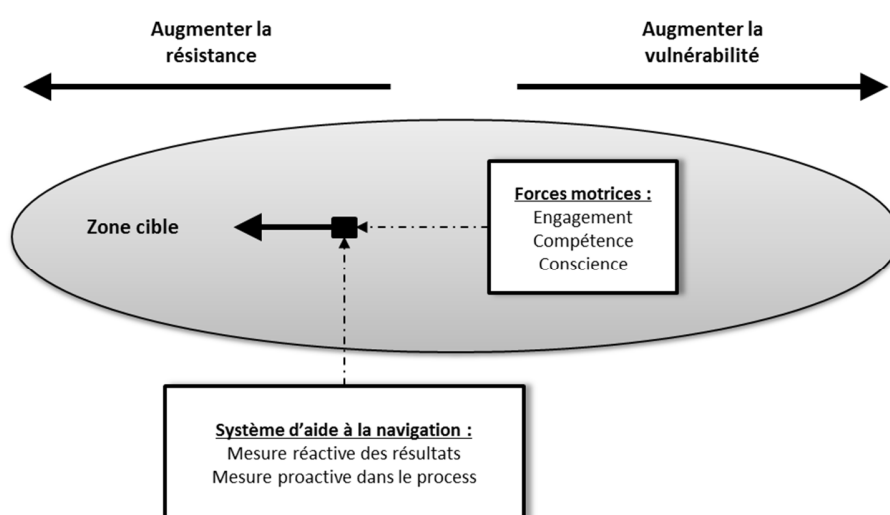 Augmenter la
résistance
Augmenter la
vulnérabilité
Zone cible
Forces motrices :
Engagement
Compétence
Conscience
Système d’aide à la navigation :
Mesure réactive des résultats
Mesure proactive dans le process